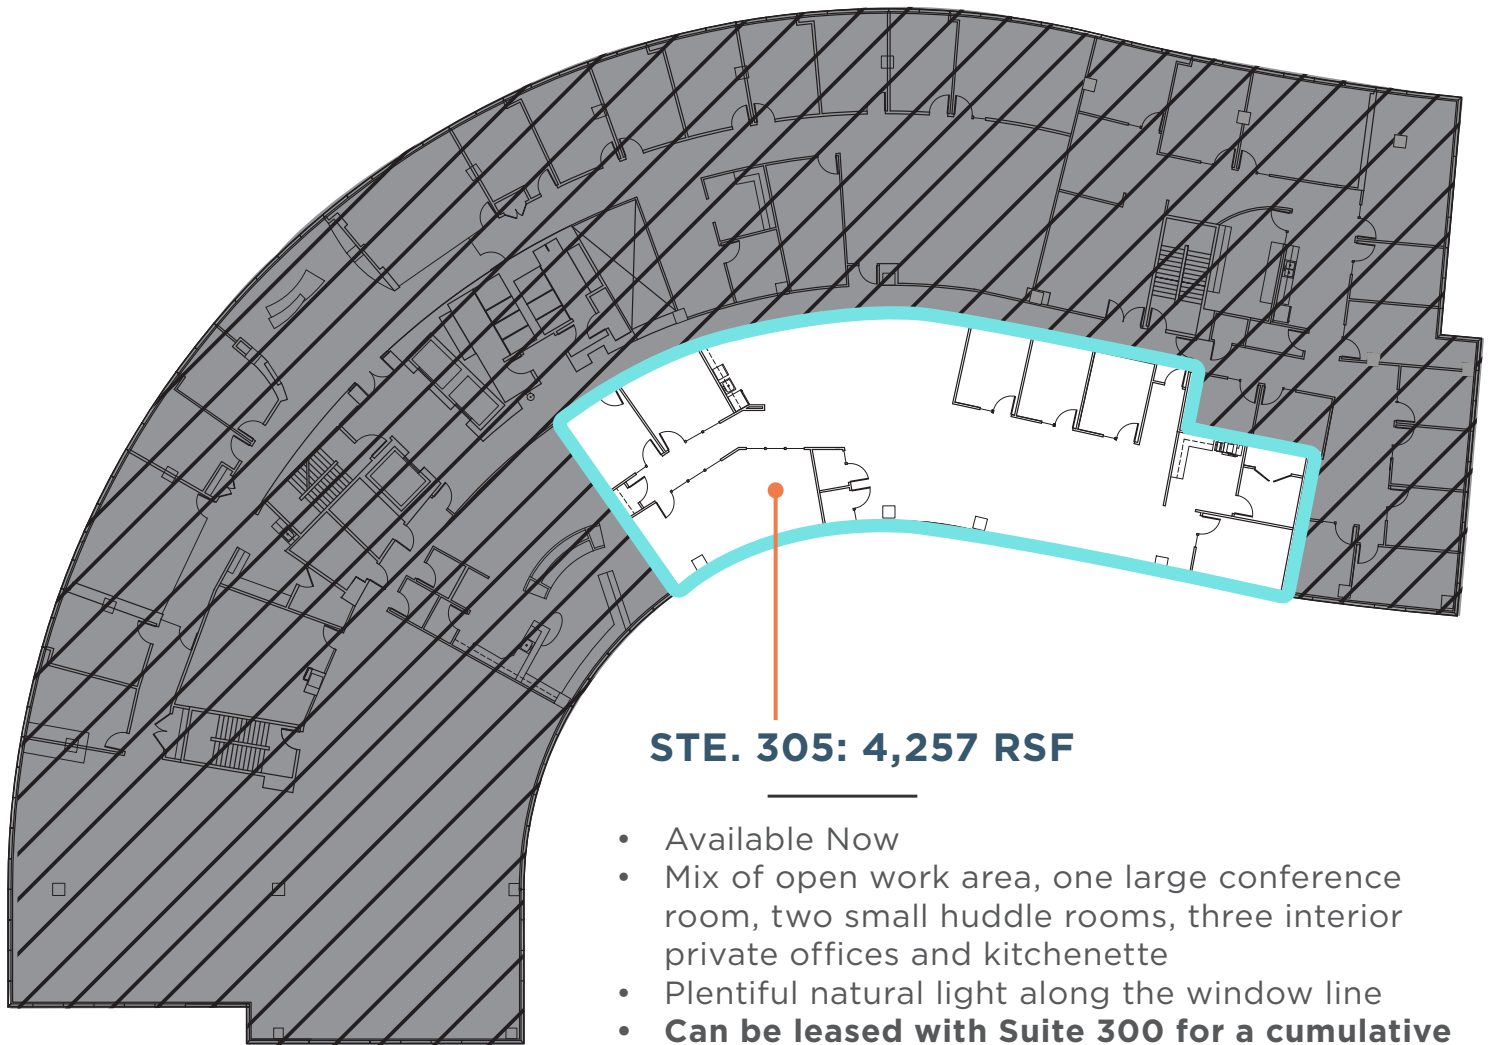 STE. 305: 4,257 RSF
• Available Now
• Mix of open work area, one large conference
room, two small huddle rooms, three interior
private offices and kitchenette
• Plentiful natural light along the window line
• Can be leased with Suite 300 for a cumulative